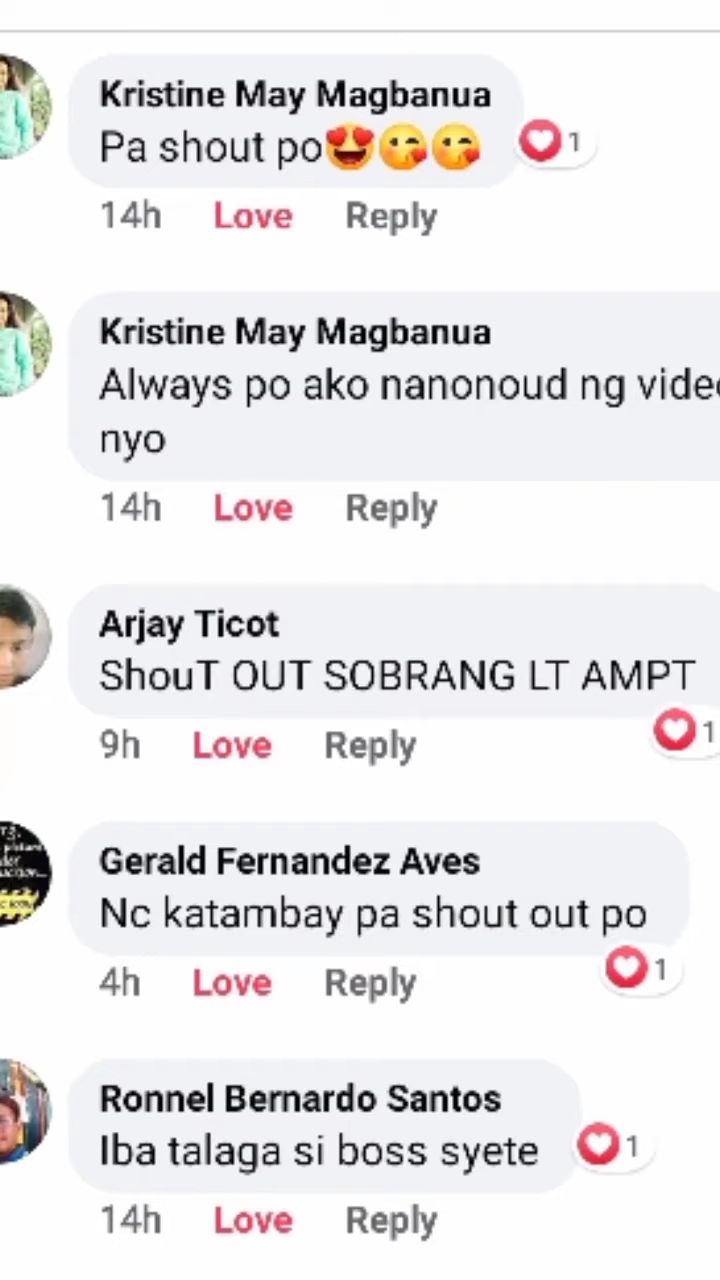 Kristine May Magbanua
Pa shout po😍😘😘
1
14h Love Reply
Kristine May Magbanua
Always po ako nanonoud ng
nyo
14h Love Reply
Arjay Ticot
ShouT OUT SOBRANG LT AMPT
1
9h Love Reply
Gerald Fernandez Aves
Nc katambay pa shout out po
1
4h Love Reply
Ronnel Bernardo Santos
Iba talaga si boss syete
1
14h Love Reply